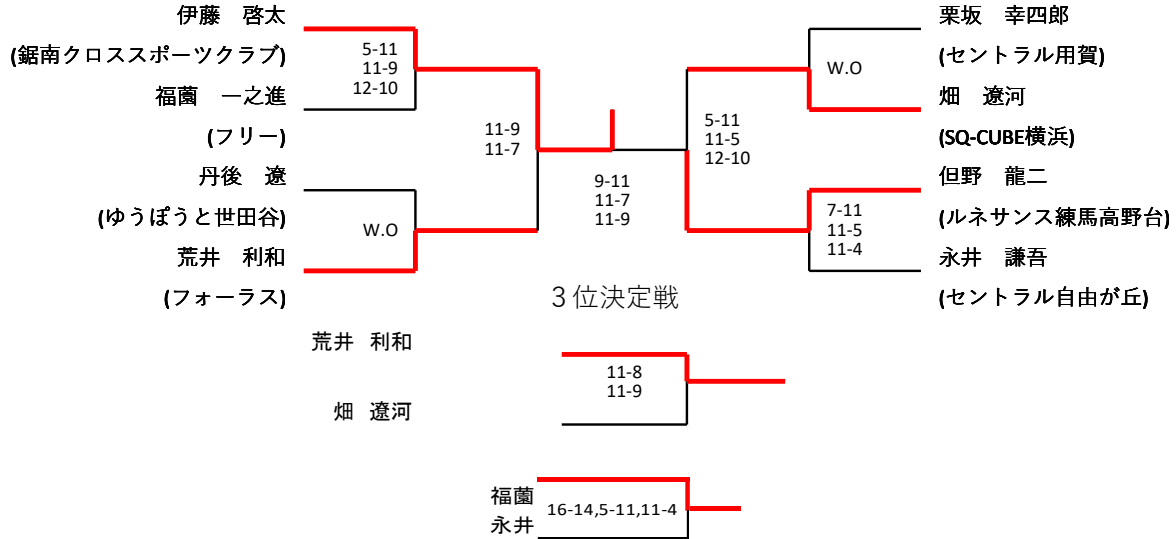 伊藤　啓太
(鋸南クロススポーツクラブ)
福薗　一之進
(フリー)
丹後　遼
(ゆうぽうと世田谷)
荒井　利和
(フォーラス)
5-11
11-9
12-10
W.O
11-9
11-7
9-11
11-7
11-9
5-11
11-5
12-10
W.O
7-11
11-5
11-4
栗坂　幸四郎
(セントラル用賀)
畑　遼河
(SQ-CUBE横浜)
但野　龍二
(ルネサンス練馬高野台)
永井　謙吾
(セントラル自由が丘)
３位決定戦
荒井　利和
畑　遼河
11-8
11-9
福薗
永井
16-14,5-11,11-4